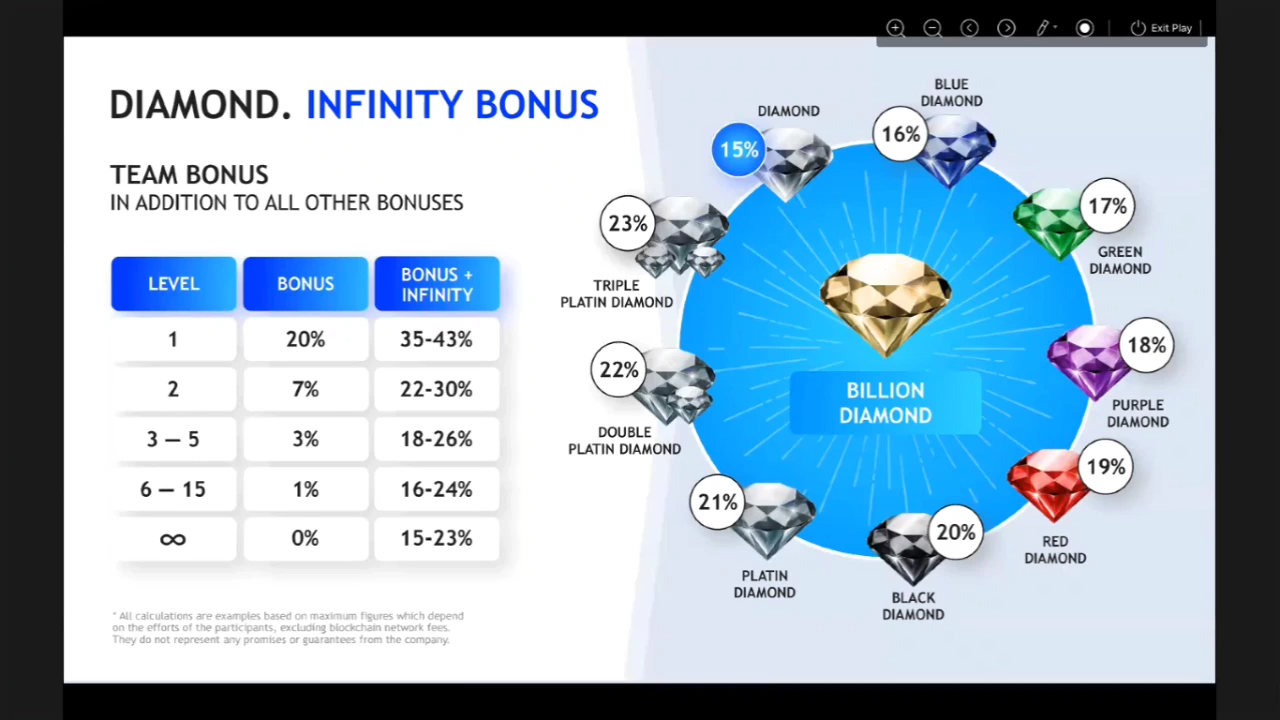 Exit Play
DIAMOND. INFINITY BONUS
TEAM BONUS
IN ADDITION TO ALL OTHER BONUSES
LEVEL BONUS BONUS +
INFINITY
1 20% 35-43%
2 7% 22-30%
3 — 5 3% 18-26%
6 — 15 1% 16-24%
∞ 0% 15-23%
* All calculations are examples based on maximum figures which depend
on the efforts of the participants, excluding blockchain network fees.
They do not represent any promises or guarantees from the company.
DIAMOND
15%
BLUE
DIAMOND
16%
17%
GREEN
DIAMOND
18%
PURPLE
DIAMOND
19%
RED
DIAMOND
20%
BLACK
DIAMOND
21%
PLATIN
DIAMOND
22%
DOUBLE
PLATIN DIAMOND
23%
TRIPLE
PLATIN DIAMOND
BILLION
DIAMOND